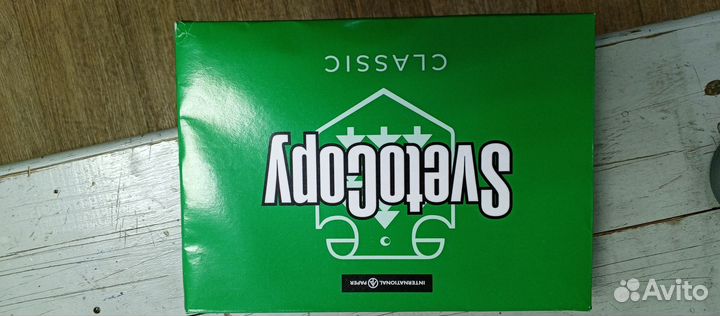 INTERNATIONAL PAPER
SvetoCopy
CLASSIC
Avito